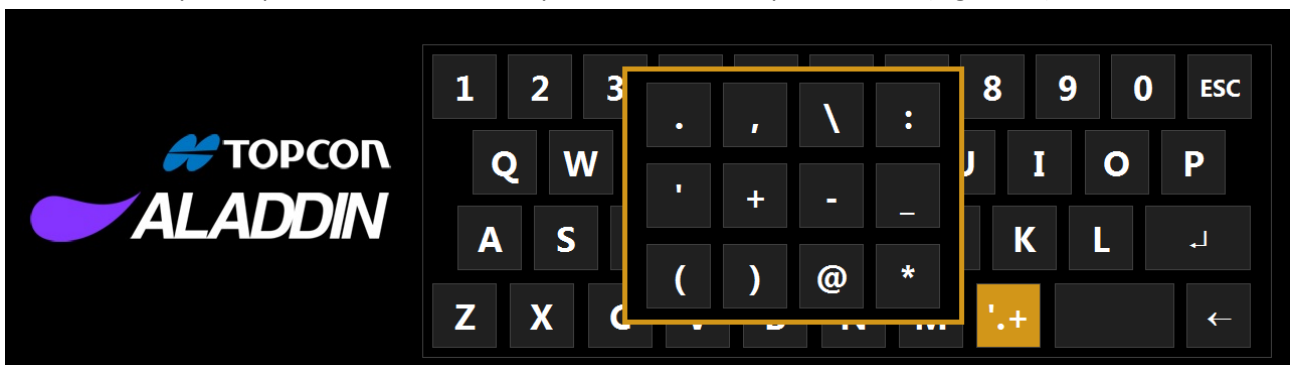 TOPCON
ALADDIN
1 2 3 8 9 0 ESC
Q W I O P
A S K L ↵
Z X '.+ ←
. , \ :
' + - _
( ) @ *